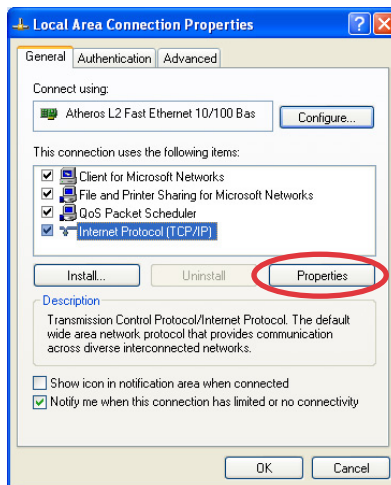 Local Area Connection Properties
General Authentication Advanced
Connect using:
Atheros L2 Fast Ethernet 10/100 Bas
Configure...
This connection uses the following items:
Client for Microsoft Networks
File and Printer Sharing for Microsoft Networks
QoS Packet Scheduler
Internet Protocol (TCP/IP)
Install... Uninstall Properties
Description
Transmission Control Protocol/Internet Protocol. The default
wide area network protocol that provides communication
across diverse interconnected networks.
Show icon in notification area when connected
Notify me when this connection has limited or no connectivity
OK Cancel